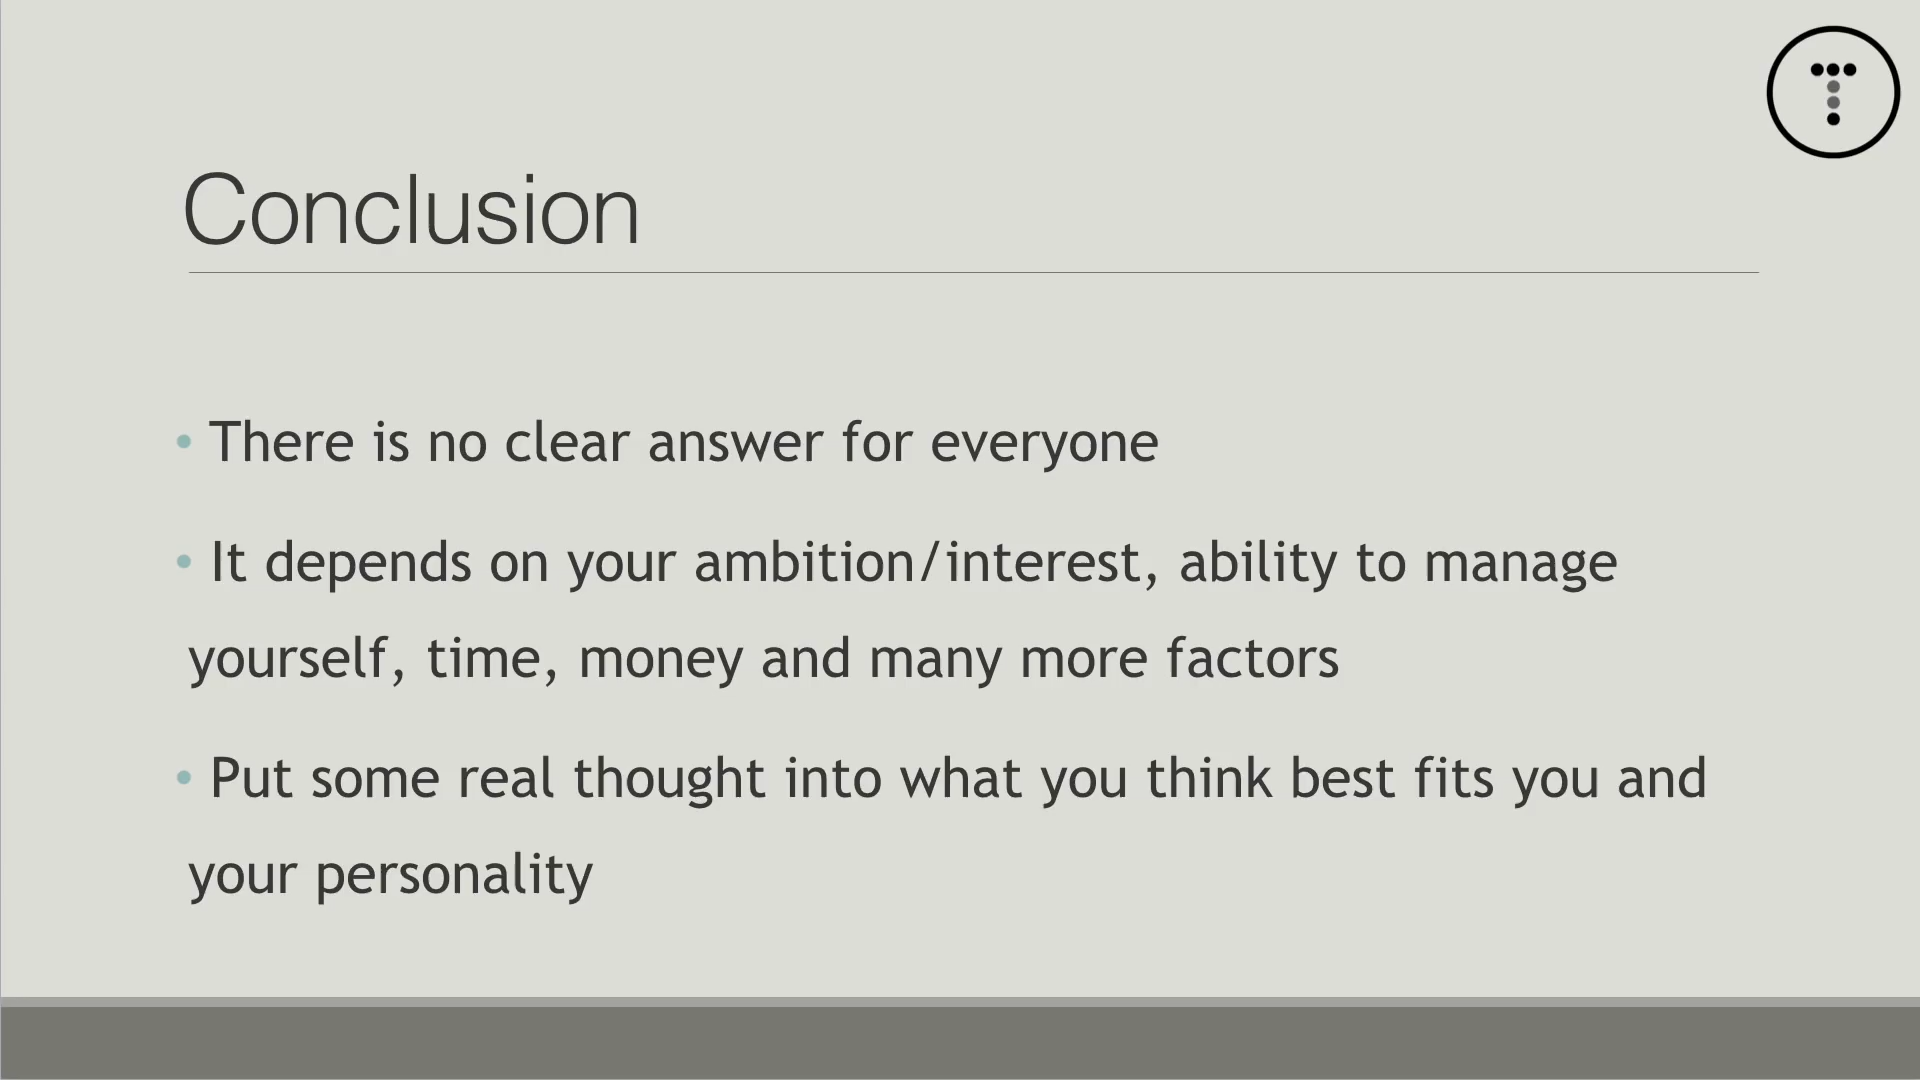 Conclusion
• There is no clear answer for everyone
• It depends on your ambition/interest, ability to manage
yourself, time, money and many more factors
• Put some real thought into what you think best fits you and
your personality